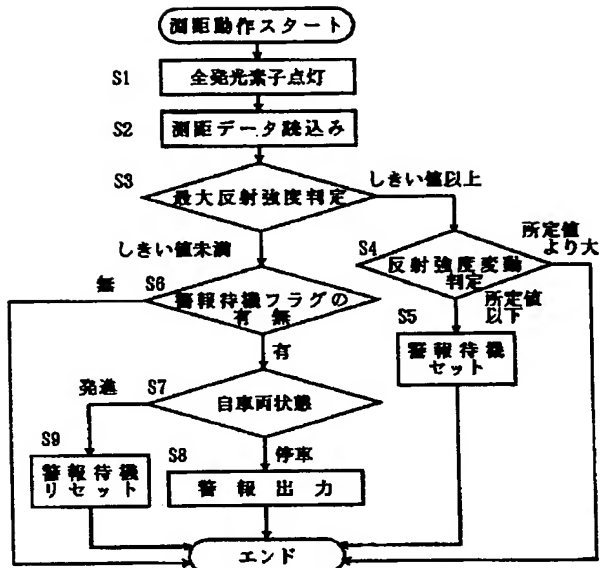 測距動作スタート
S1
全発光素子点灯
S2
測距データ読込み
S3
最大反射強度判定
しきい値以上
しきい値未満
S4
反射強度変動
判定
所定値
より大
所定値
以下
S5
警報待機
セット
無
S6
警報待機フラグの
有無
有
発進
S7
自車両状態
停車
S9
警報待機
リセット
S8
警報出力
エンド